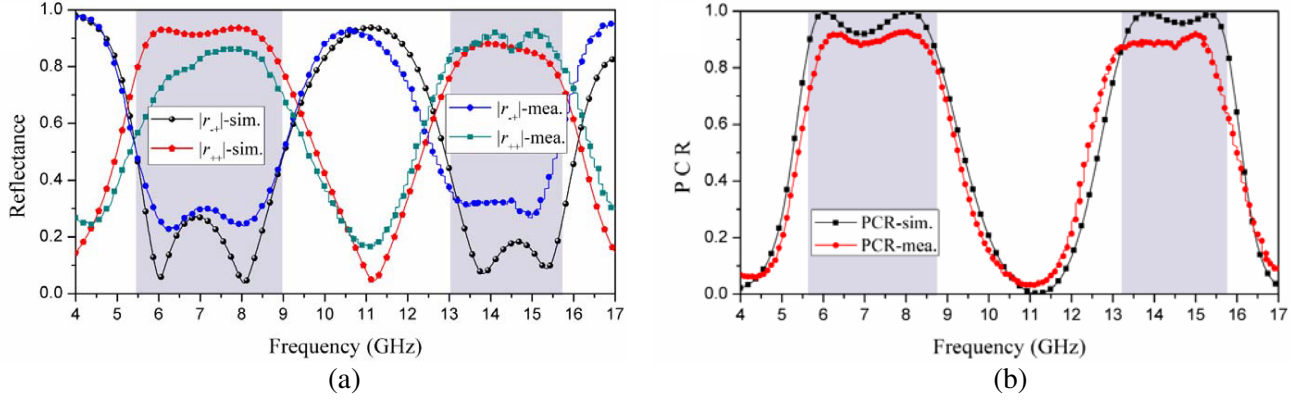 1.0
0.8
0.6
0.4
0.2
0.0
Reflectance
|r-+|-sim.
|r++|-sim.
|r-+|-mea.
|r++|-mea.
4 5 6 7 8 9 10 11 12 13 14 15 16 17
Frequency (GHz)
(a)
1.0
0.8
0.6
0.4
0.2
0.0
P C R
PCR-sim.
PCR-mea.
4 5 6 7 8 9 10 11 12 13 14 15 16 17
Frequency (GHz)
(b)